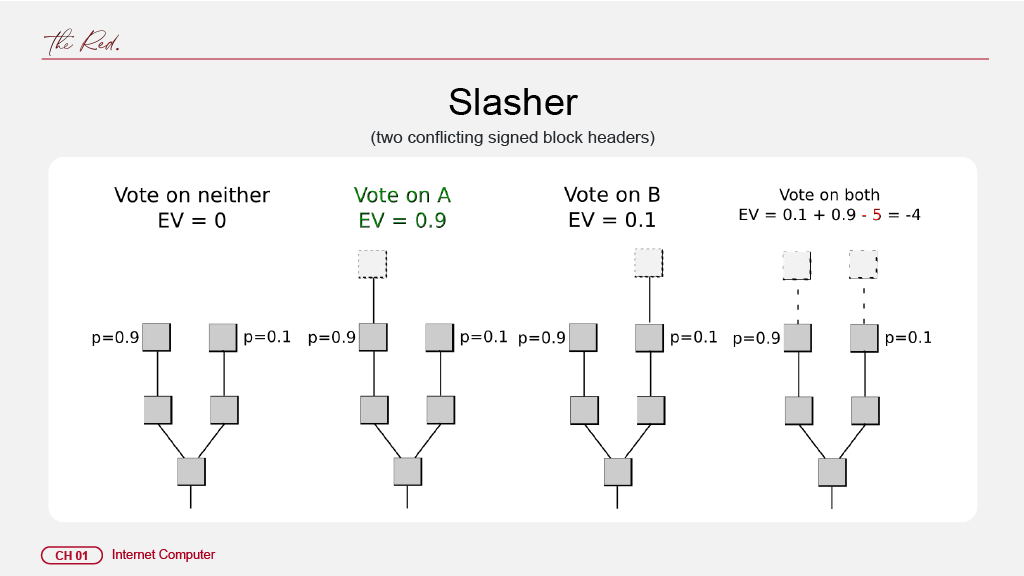 The Red.
Slasher
(two conflicting signed block headers)
Vote on neither
EV = 0
Vote on A
EV = 0.9
Vote on B
EV = 0.1
Vote on both
EV = 0.1 + 0.9 - 5 = -4
p=0.9
p=0.1
p=0.9
p=0.1
p=0.9
p=0.1
p=0.9
p=0.1
CH 01
Internet Computer